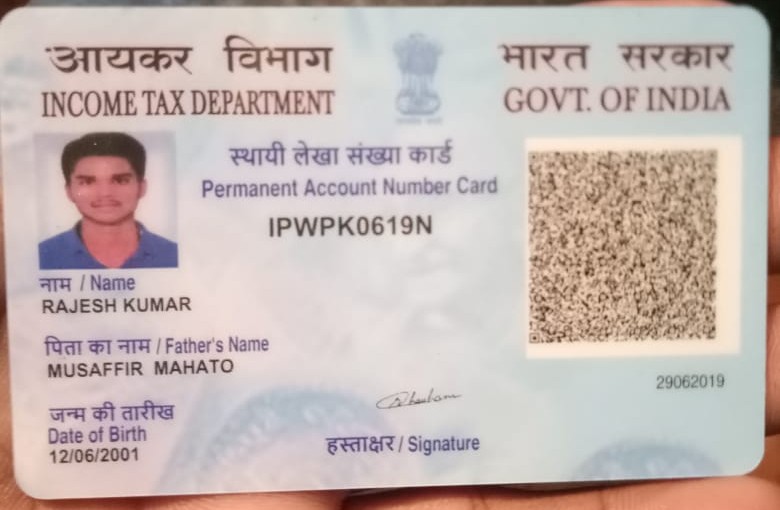 आयकर विभाग
INCOME TAX DEPARTMENT
भारत सरकार
GOVT. OF INDIA
स्थायी लेखा संख्या कार्ड
Permanent Account Number Card
IPWPK0619N
नाम / Name
RAJESH KUMAR
पिता का नाम / Father's Name
MUSAFFIR MAHATO
29062019
जन्म की तारीख
Date of Birth
12/06/2001
हस्ताक्षर / Signature